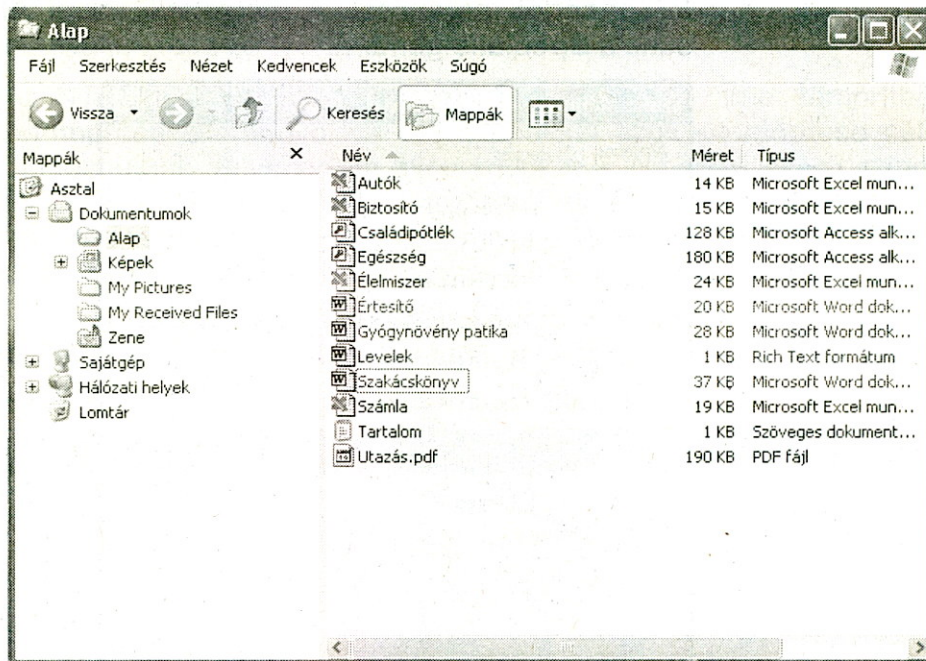 Alap
Fájl Szerkesztés Nézet Kedvencek Eszközök Súgó
Vissza Keresés Mappák
Mappák
Asztal
Dokumentumok
Alap
Képek
My Pictures
My Received Files
Zene
Sajátgép
Hálózati helyek
Lomtár
Név Méret Típus
Autók 14 KB Microsoft Excel mun...
Biztosító 15 KB Microsoft Excel mun...
Családipótlék 128 KB Microsoft Access alk...
Egészség 180 KB Microsoft Access alk...
Élelmiszer 24 KB Microsoft Excel mun...
Értesítő 20 KB Microsoft Word dok...
Gyógynövény patika 28 KB Microsoft Word dok...
Levelek 1 KB Rich Text formátum
Szakácskönyv 37 KB Microsoft Word dok...
Számla 19 KB Microsoft Excel mun...
Tartalom 1 KB Szöveges dokument...
Utazás.pdf 190 KB PDF fájl